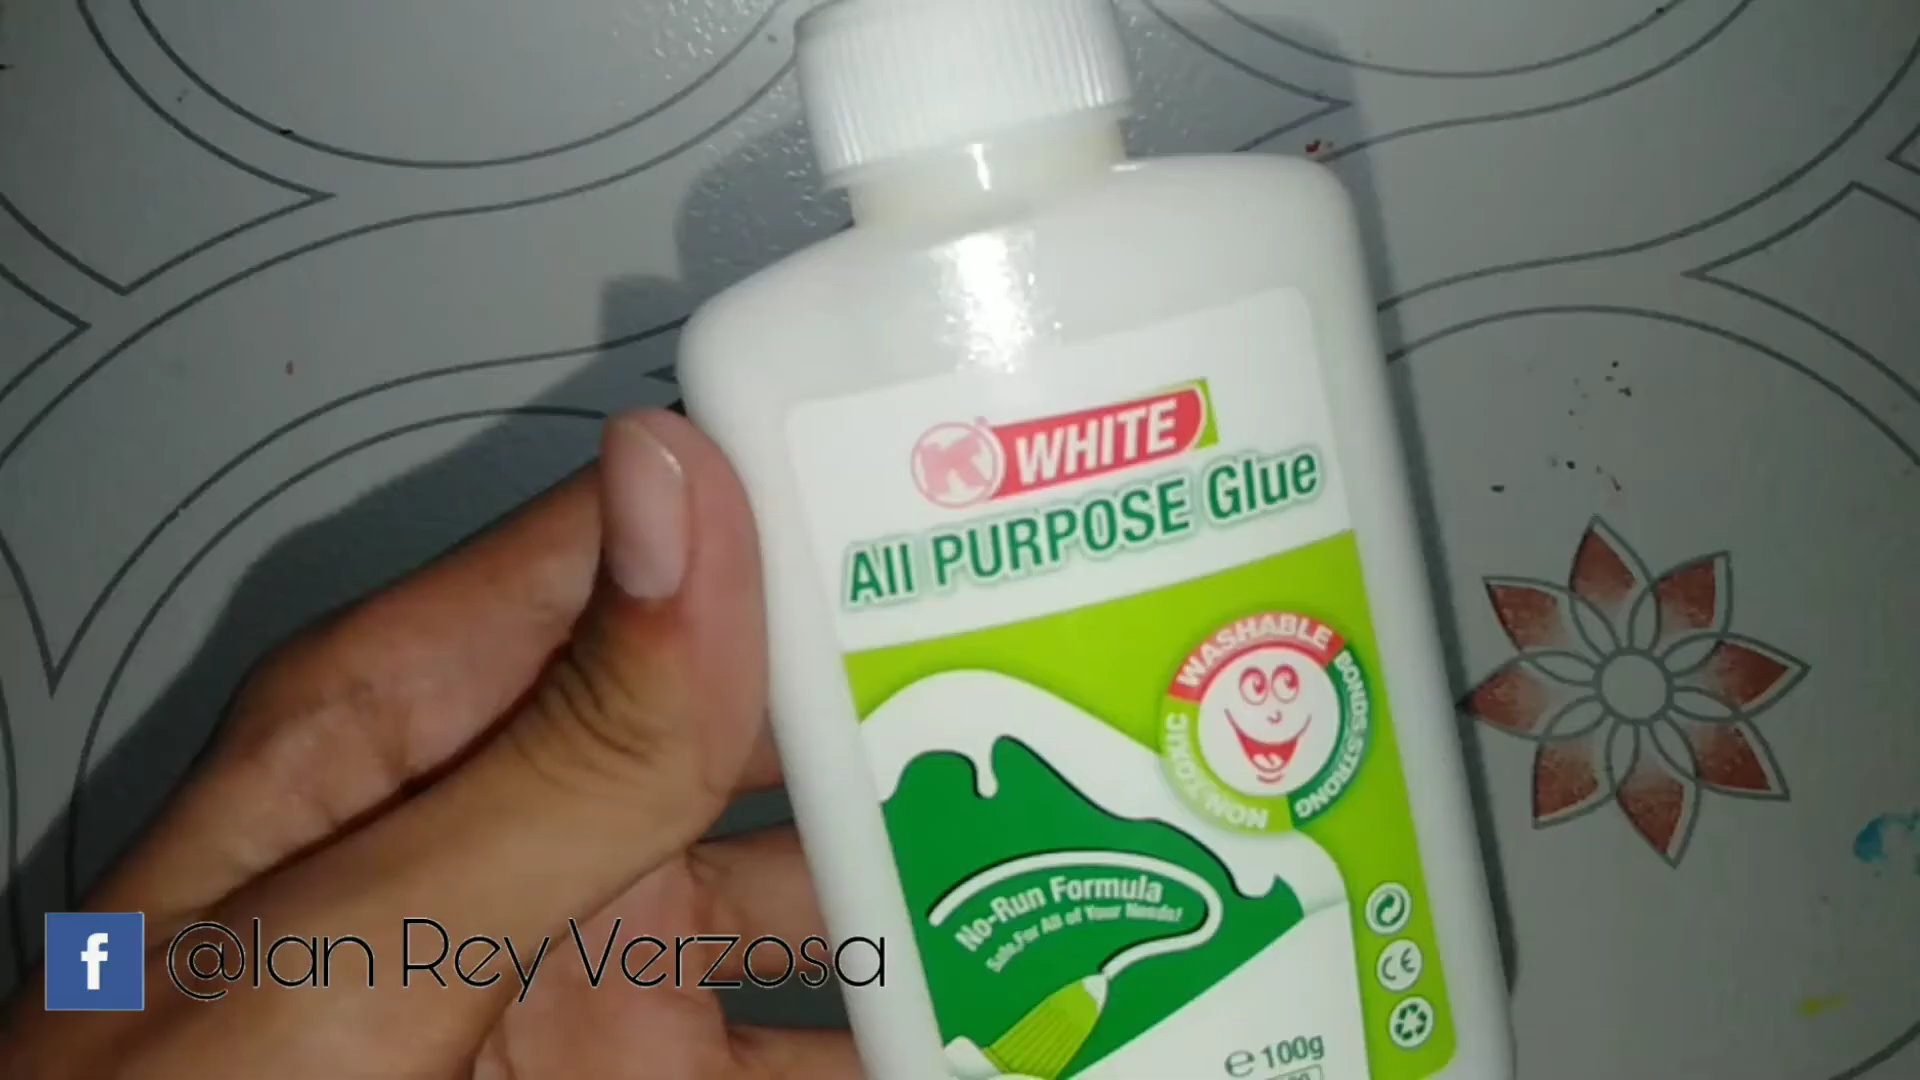 WHITE
All PURPOSE Glue
WASHABLE
BONDS STRONG
NON-TOXIC
No-Run Formula
Safe,For All of Your Needs!
CE
℮ 100g
f @Ian Rey Verzosa